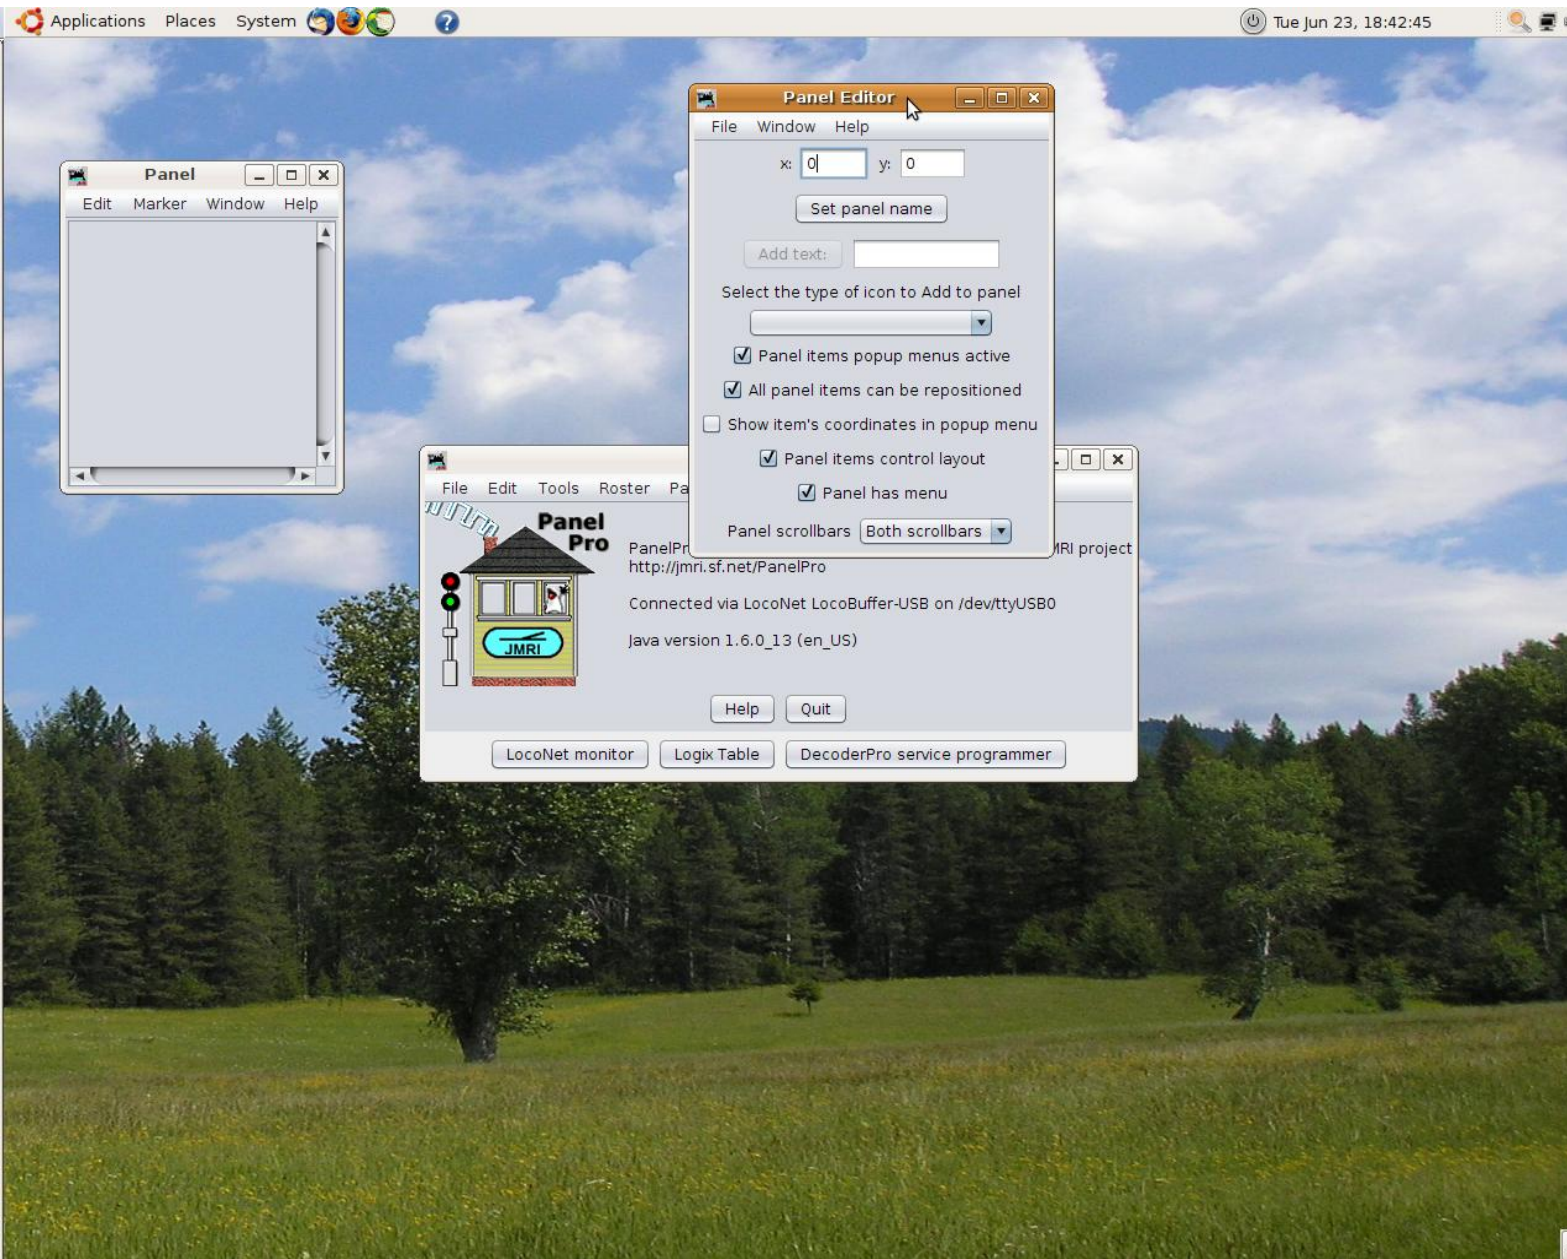 Applications Places System
Tue Jun 23, 18:42:45
Panel Editor
File Window Help
x: 0 y: 0
Set panel name
Add text:
Select the type of icon to Add to panel
Panel items popup menus active
All panel items can be repositioned
Show item's coordinates in popup menu
Panel items control layout
Panel has menu
Panel scrollbars Both scrollbars
Panel
Edit Marker Window Help
File Edit Tools Roster Pa
Panel
Pro
JMRI
PanelPr MRI project
http://jmri.sf.net/PanelPro
Connected via LocoNet LocoBuffer-USB on /dev/ttyUSB0
Java version 1.6.0_13 (en_US)
Help Quit
LocoNet monitor Logix Table DecoderPro service programmer